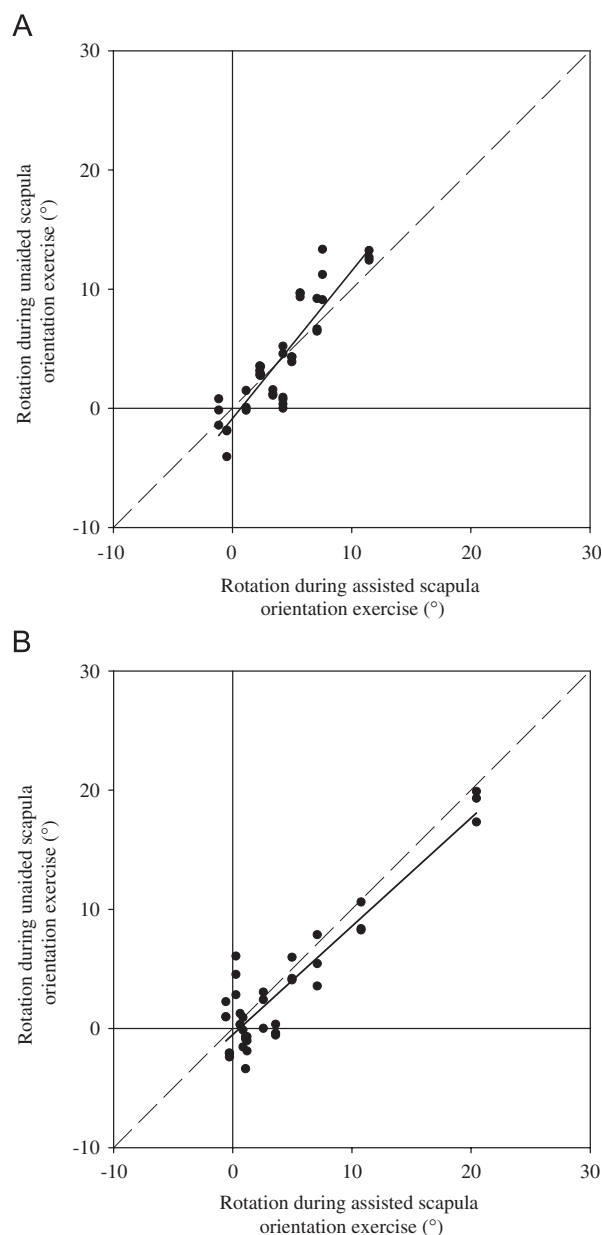 A
30
20
10
0
-10
Rotation during unaided scapula
orientation exercise (°)
-10 0 10 20 30
Rotation during assisted scapula
orientation exercise (°)
B
30
20
10
0
-10
Rotation during unaided scapula
orientation exercise (°)
-10 0 10 20 30
Rotation during assisted scapula
orientation exercise (°)